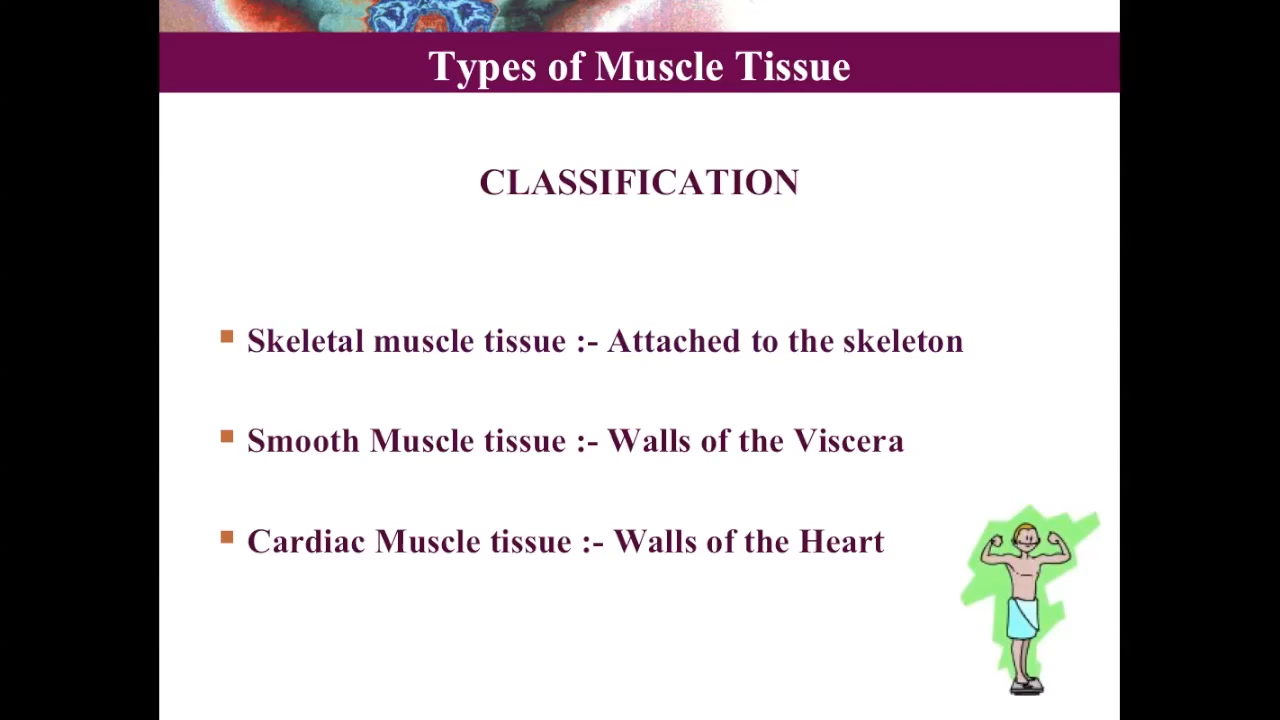 Types of Muscle Tissue
CLASSIFICATION
Skeletal muscle tissue :- Attached to the skeleton
Smooth Muscle tissue :- Walls of the Viscera
Cardiac Muscle tissue :- Walls of the Heart